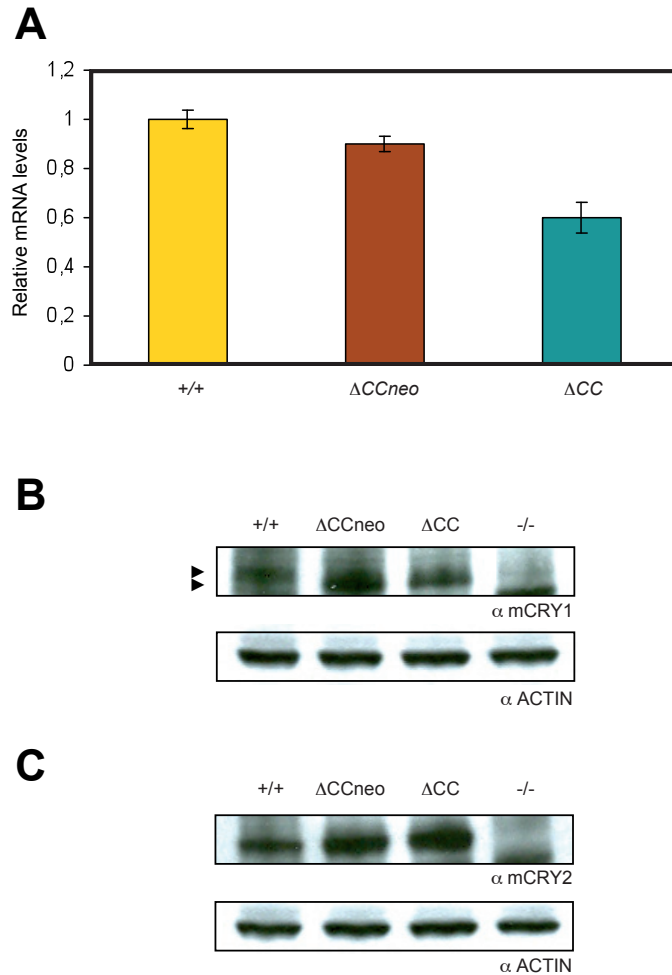 A
Relative mRNA levels
1,2
1
0,8
0,6
0,4
0,2
0
+/+ ΔCCneo ΔCC
B
+/+ ΔCCneo ΔCC -/-
α mCRY1
α ACTIN
C
+/+ ΔCCneo ΔCC -/-
α mCRY2
α ACTIN